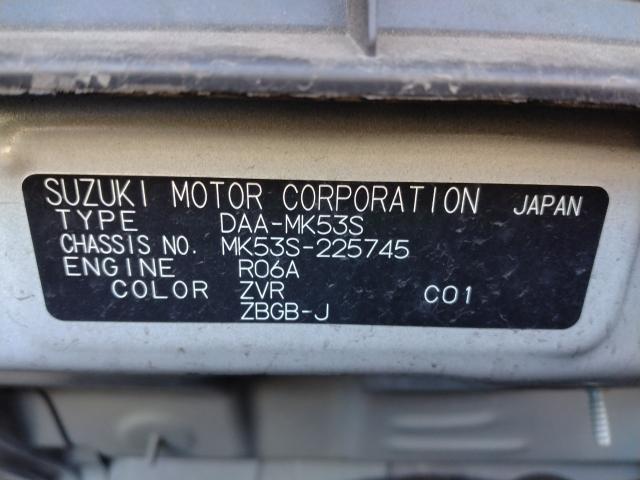 SUZUKI MOTOR CORPORATION JAPAN
TYPE DAA-MK53S
CHASSIS NO. MK53S-225745
ENGINE R06A
COLOR ZVR C01
ZBGB-J